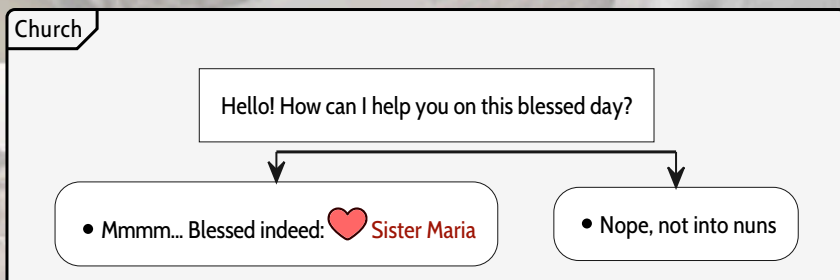 Church
Hello! How can I help you on this blessed day?
• Mmmm... Blessed indeed: Sister Maria
• Nope, not into nuns